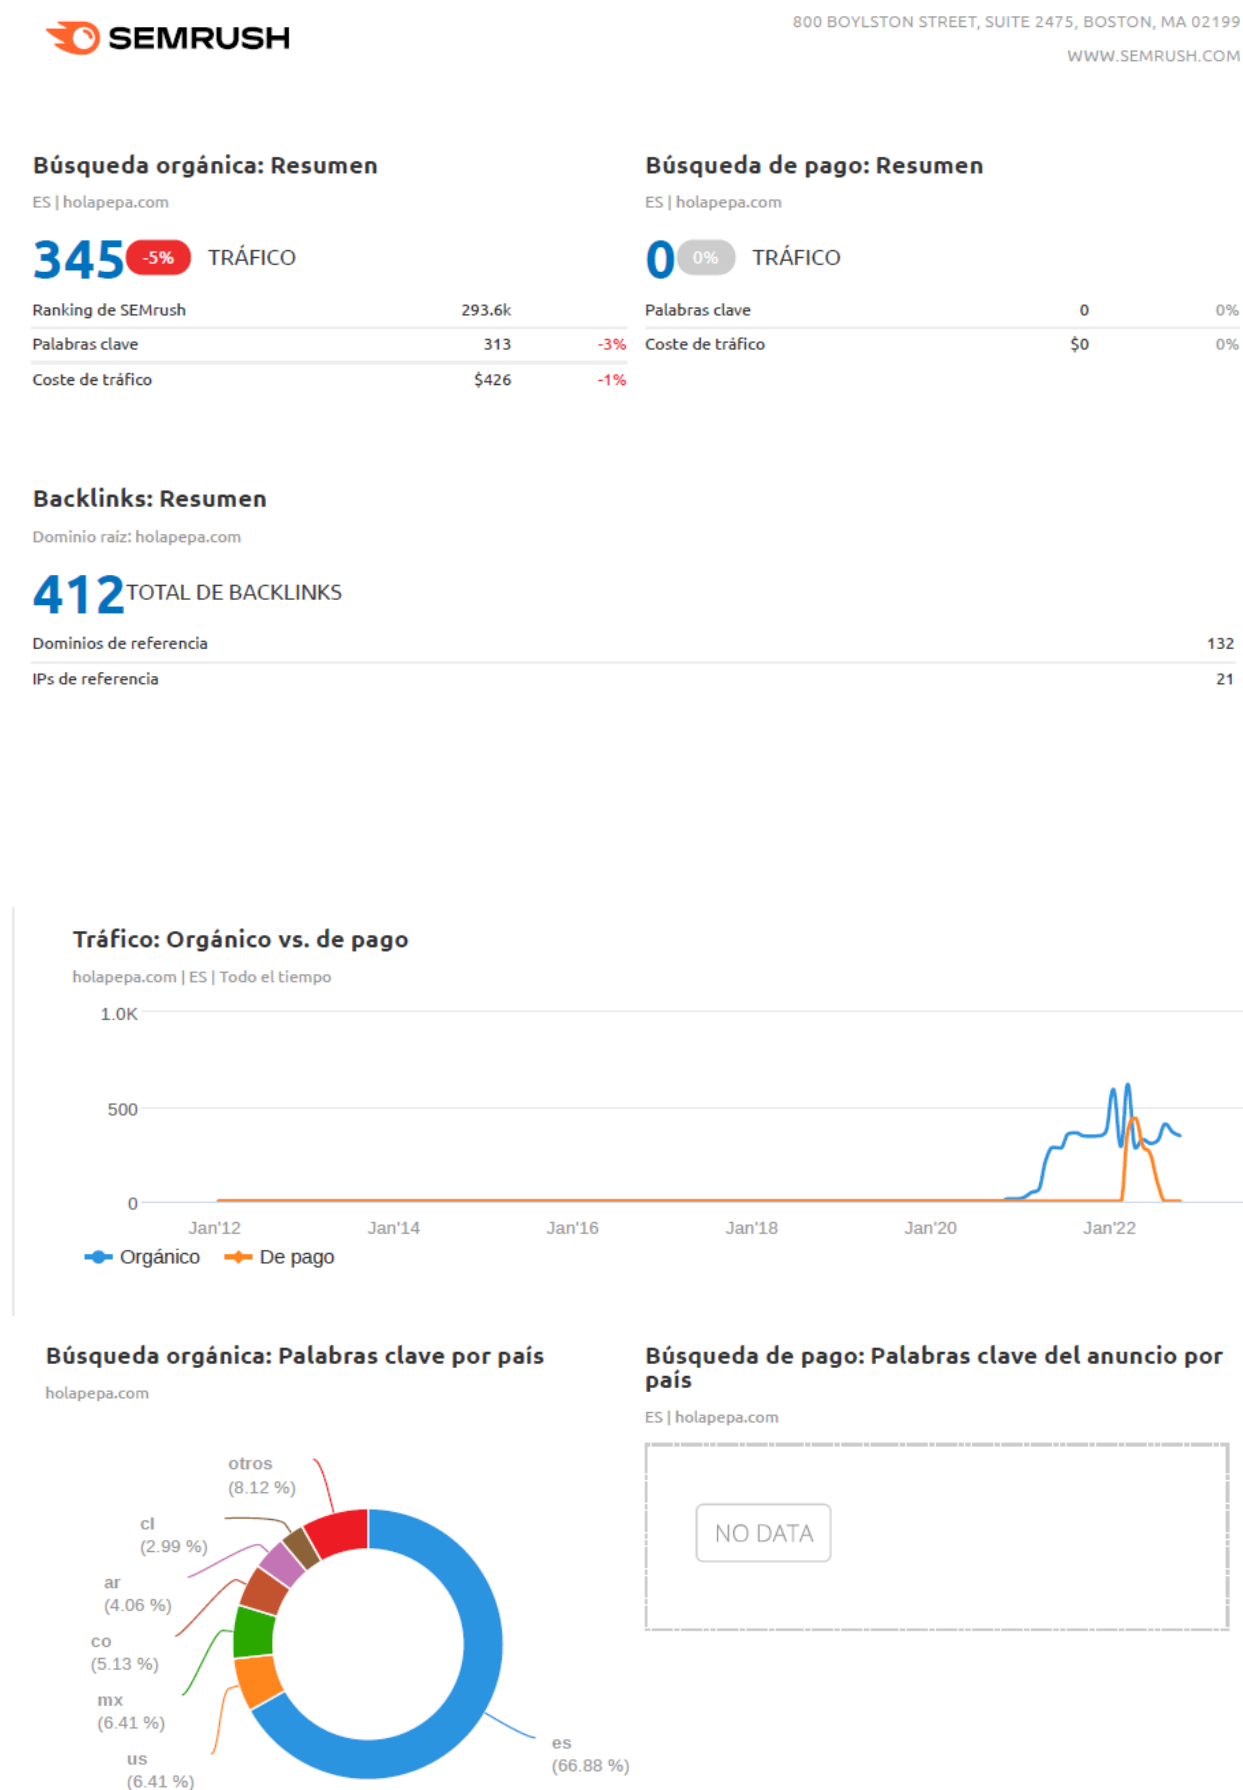 SEMRUSH
800 BOYLSTON STREET, SUITE 2475, BOSTON, MA 02199
WWW.SEMRUSH.COM
Búsqueda orgánica: Resumen
ES | holapepa.com
345 -5% TRÁFICO
Ranking de SEMrush 293.6k
Palabras clave 313 -3%
Coste de tráfico $426 -1%
Búsqueda de pago: Resumen
ES | holapepa.com
0 0% TRÁFICO
Palabras clave 0 0%
Coste de tráfico $0 0%
Backlinks: Resumen
Dominio raíz: holapepa.com
412 TOTAL DE BACKLINKS
Dominios de referencia 132
IPs de referencia 21
Tráfico: Orgánico vs. de pago
holapepa.com | ES | Todo el tiempo
1.0K
500
0
Jan'12 Jan'14 Jan'16 Jan'18 Jan'20 Jan'22
Orgánico De pago
Búsqueda orgánica: Palabras clave por país
holapepa.com
otros
(8.12 %)
cl
(2.99 %)
ar
(4.06 %)
co
(5.13 %)
mx
(6.41 %)
us
(6.41 %)
es
(66.88 %)
Búsqueda de pago: Palabras clave del anuncio por
país
ES | holapepa.com
NO DATA